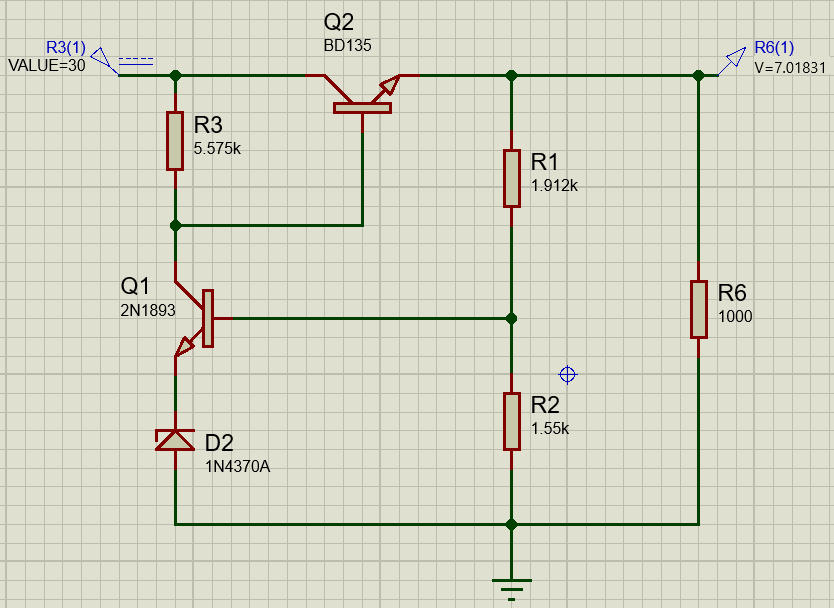 Q2
BD135
R3(1)
VALUE=30
R6(1)
V=7.01831
R3
5.575k
R1
1.912k
Q1
2N1893
R6
1000
R2
1.55k
D2
1N4370A